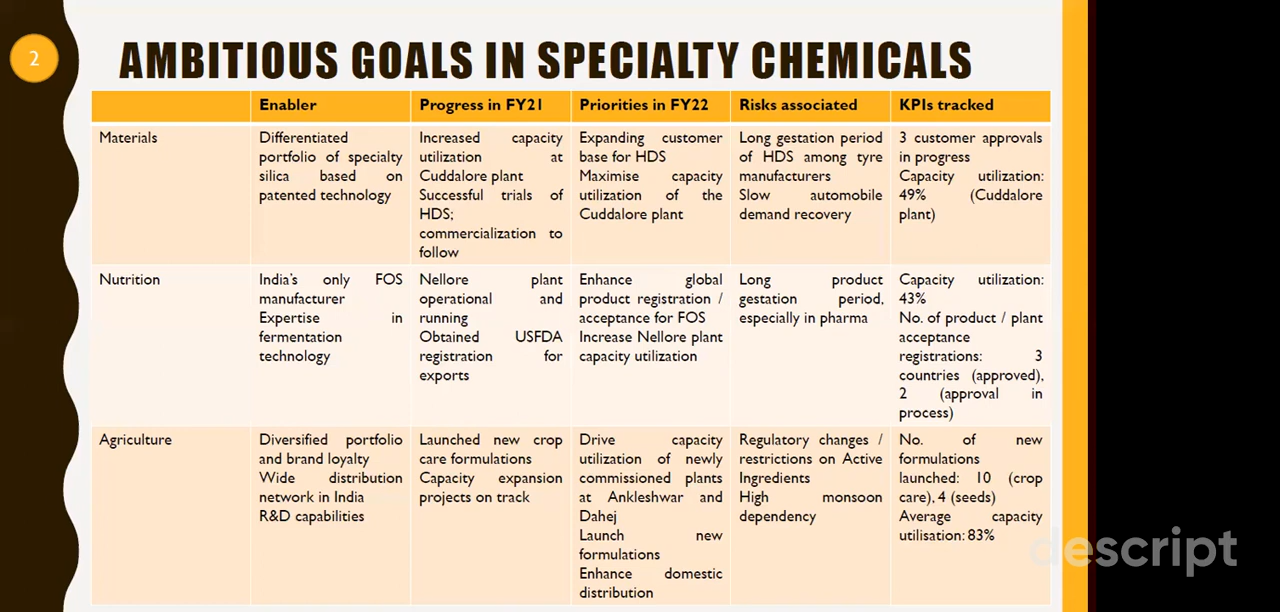 2
AMBITIOUS GOALS IN SPECIALTY CHEMICALS
Enabler
Progress in FY21
Priorities in FY22
Risks associated
KPIs tracked
Materials
Differentiated
portfolio of specialty
silica based on
patented technology
Increased capacity
utilization at
Cuddalore plant
Successful trials of
HDS;
commercialization to
follow
Expanding customer
base for HDS
Maximise capacity
utilization of the
Cuddalore plant
Long gestation period
of HDS among tyre
manufacturers
Slow automobile
demand recovery
3 customer approvals
in progress
Capacity utilization:
49% (Cuddalore
plant)
Nutrition
India's only FOS
manufacturer
Expertise in
fermentation
technology
Nellore plant
operational and
running
Obtained USFDA
registration for
exports
Enhance global
product registration /
acceptance for FOS
Increase Nellore plant
capacity utilization
Long product
gestation period,
especially in pharma
Capacity utilization:
43%
No. of product / plant
acceptance
registrations: 3
countries (approved),
2 (approval in
process)
Agriculture
Diversified portfolio
and brand loyalty
Wide distribution
network in India
R&D capabilities
Launched new crop
care formulations
Capacity expansion
projects on track
Drive capacity
utilization of newly
commissioned plants
at Ankleshwar and
Dahej
Launch new
formulations
Enhance domestic
distribution
Regulatory changes /
restrictions on Active
Ingredients
High monsoon
dependency
No. of new
formulations
launched: 10 (crop
care), 4 (seeds)
Average capacity
utilisation: 83%
descript